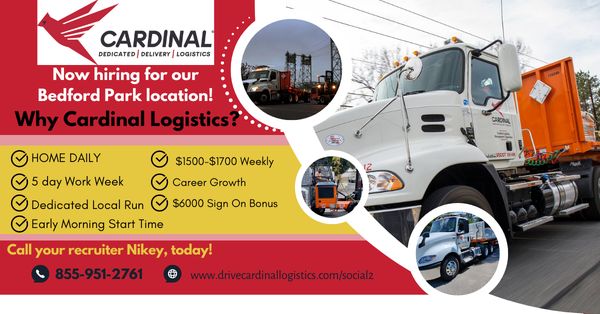 CARDINAL
DEDICATED | DELIVERY | LOGISTICS
Now hiring for our
Bedford Park location!
Why Cardinal Logistics?
HOME DAILY
5 day Work Week
Dedicated Local Run
Early Morning Start Time
$1500-$1700 Weekly
Career Growth
$6000 Sign On Bonus
Call your recruiter Nikey, today!
855-951-2761
www.drivecardinallogistics.com/socialz
CARDINAL